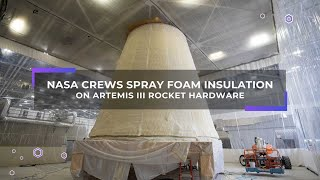 NASA CREWS SPRAY FOAM INSULATION
ON ARTEMIS III ROCKET HARDWARE